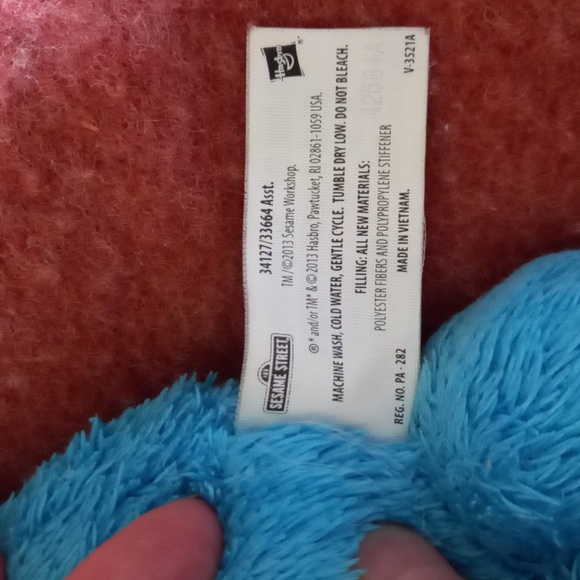 Hasbro
SESAME STREET
34127/33664 Asst.
TM/©2013 Sesame Workshop.
®* and/or TM* & ©2013 Hasbro, Pawtucket, RI 02861-1059 USA.
MACHINE WASH, COLD WATER, GENTLE CYCLE. TUMBLE DRY LOW. DO NOT BLEACH.
FILLING: ALL NEW MATERIALS:
POLYESTER FIBERS AND POLYPROPYLENE STIFFENER
REG. NO. PA - 282 MADE IN VIETNAM. V-3521A